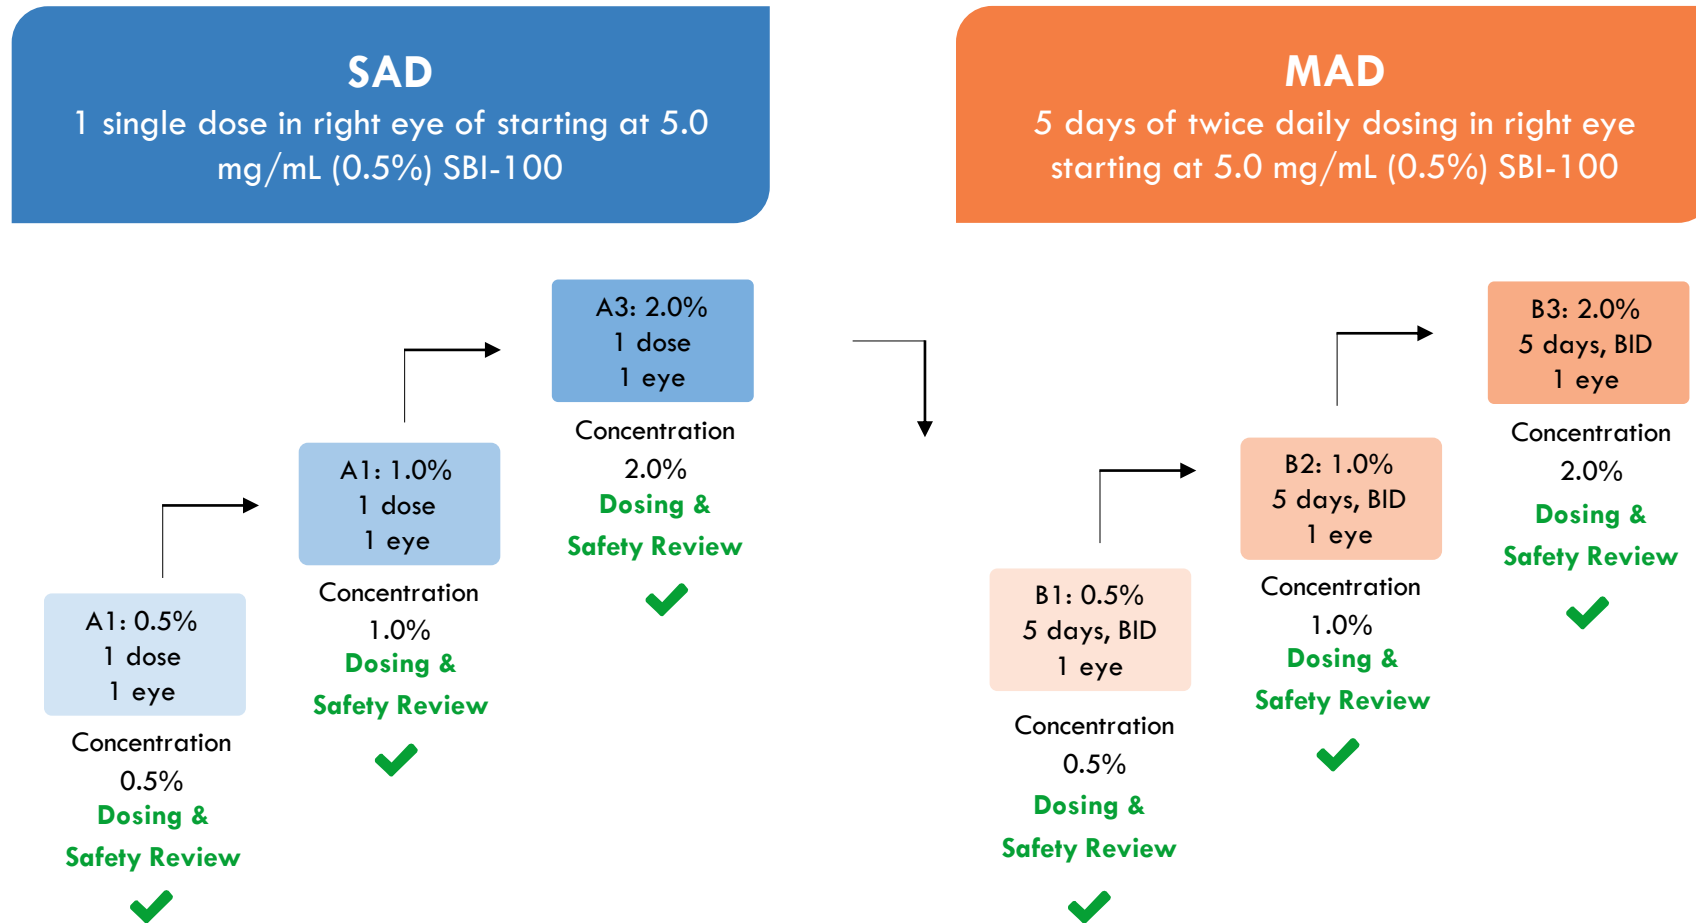 SAD
1 single dose in right eye of starting at 5.0
mg/mL (0.5%) SBI-100
MAD
5 days of twice daily dosing in right eye
starting at 5.0 mg/mL (0.5%) SBI-100
A1: 0.5%
1 dose
1 eye
Concentration
0.5%
Dosing &
Safety Review
A1: 1.0%
1 dose
1 eye
Concentration
1.0%
Dosing &
Safety Review
A3: 2.0%
1 dose
1 eye
Concentration
2.0%
Dosing &
Safety Review
B1: 0.5%
5 days, BID
1 eye
Concentration
0.5%
Dosing &
Safety Review
B2: 1.0%
5 days, BID
1 eye
Concentration
1.0%
Dosing &
Safety Review
B3: 2.0%
5 days, BID
1 eye
Concentration
2.0%
Dosing &
Safety Review